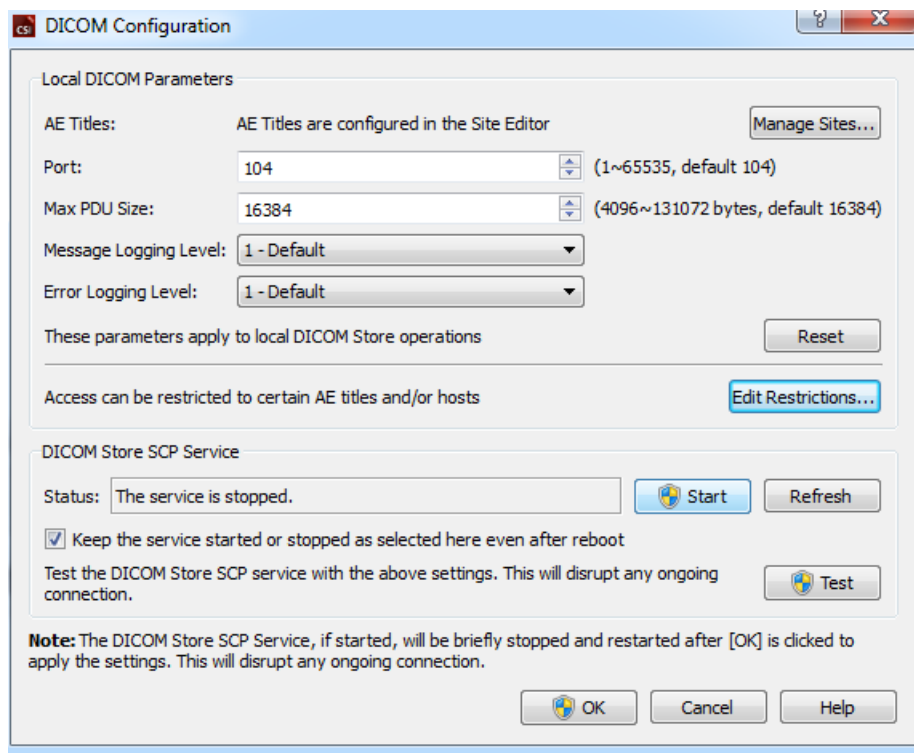 CSI DICOM Configuration
Local DICOM Parameters
AE Titles: AE Titles are configured in the Site Editor Manage Sites...
Port: 104 (1~65535, default 104)
Max PDU Size: 16384 (4096~131072 bytes, default 16384)
Message Logging Level: 1 - Default
Error Logging Level: 1 - Default
These parameters apply to local DICOM Store operations Reset
Access can be restricted to certain AE titles and/or hosts Edit Restrictions...
DICOM Store SCP Service
Status: The service is stopped. Start Refresh
Keep the service started or stopped as selected here even after reboot
Test the DICOM Store SCP service with the above settings. This will disrupt any ongoing
connection. Test
Note: The DICOM Store SCP Service, if started, will be briefly stopped and restarted after [OK] is clicked to
apply the settings. This will disrupt any ongoing connection.
OK Cancel Help